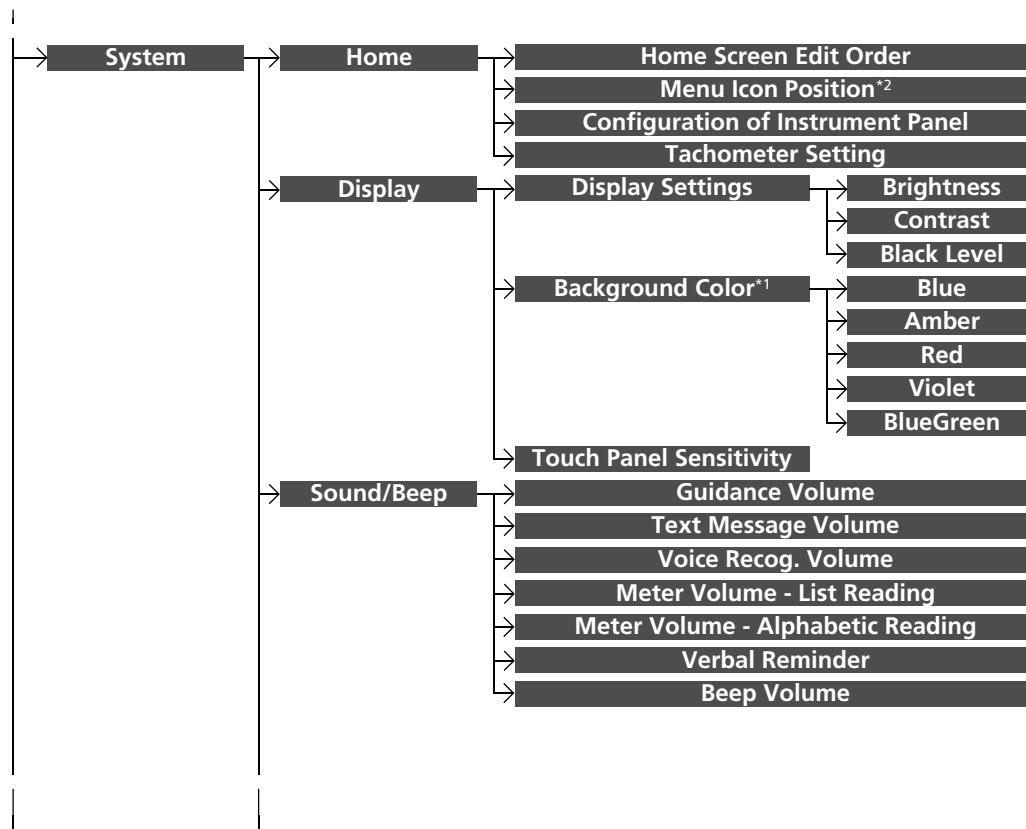 System
Home
Home Screen Edit Order
Menu Icon Position*2
Configuration of Instrument Panel
Tachometer Setting
Display
Display Settings
Brightness
Contrast
Black Level
Background Color*1
Blue
Amber
Red
Violet
BlueGreen
Touch Panel Sensitivity
Sound/Beep
Guidance Volume
Text Message Volume
Voice Recog. Volume
Meter Volume - List Reading
Meter Volume - Alphabetic Reading
Verbal Reminder
Beep Volume